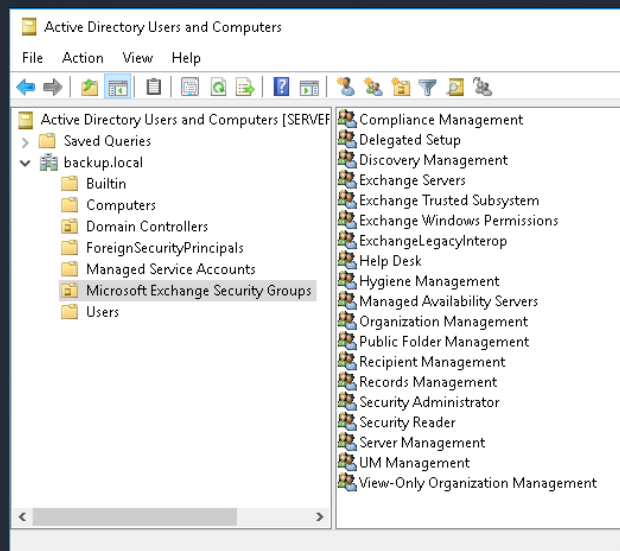 Active Directory Users and Computers
File Action View Help
Active Directory Users and Computers [SERVER
Saved Queries
backup.local
Builtin
Computers
Domain Controllers
ForeignSecurityPrincipals
Managed Service Accounts
Microsoft Exchange Security Groups
Users
Compliance Management
Delegated Setup
Discovery Management
Exchange Servers
Exchange Trusted Subsystem
Exchange Windows Permissions
ExchangeLegacyInterop
Help Desk
Hygiene Management
Managed Availability Servers
Organization Management
Public Folder Management
Recipient Management
Records Management
Security Administrator
Security Reader
Server Management
UM Management
View-Only Organization Management